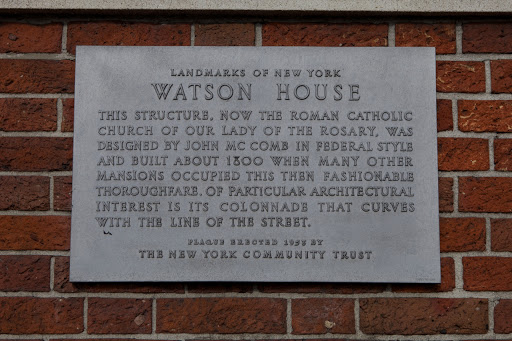 LANDMARKS OF NEW YORK
WATSON HOUSE
THIS STRUCTURE, NOW THE ROMAN CATHOLIC
CHURCH OF OUR LADY OF THE ROSARY, WAS
DESIGNED BY JOHN MC COMB IN FEDERAL STYLE
AND BUILT ABOUT 1800 WHEN MANY OTHER
MANSIONS OCCUPIED THIS THEN FASHIONABLE
THOROUGHFARE. OF PARTICULAR ARCHITECTURAL
INTEREST IS ITS COLONNADE THAT CURVES
WITH THE LINE OF THE STREET.
PLAQUE ERECTED 1957 BY
THE NEW YORK COMMUNITY TRUST